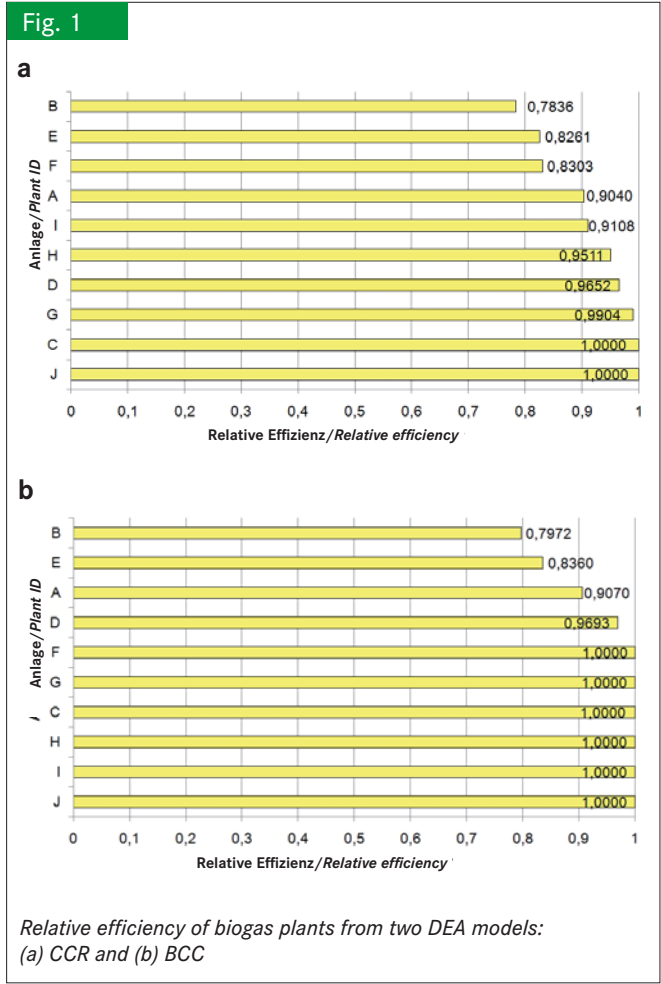 Fig. 1
a
B
0,7836
E
0,8261
F
0,8303
A
0,9040
I
0,9108
H
0,9511
D
0,9652
G
0,9904
C
1,0000
J
1,0000
Anlage/Plant ID
0 0,1 0,2 0,3 0,4 0,5 0,6 0,7 0,8 0,9 1
Relative Effizienz/Relative efficiency
b
B
0,7972
E
0,8360
A
0,9070
D
0,9693
F
1,0000
G
1,0000
C
1,0000
H
1,0000
I
1,0000
J
1,0000
Anlage/Plant ID
0 0,1 0,2 0,3 0,4 0,5 0,6 0,7 0,8 0,9 1
Relative Effizienz/Relative efficiency
Relative efficiency of biogas plants from two DEA models:
(a) CCR and (b) BCC